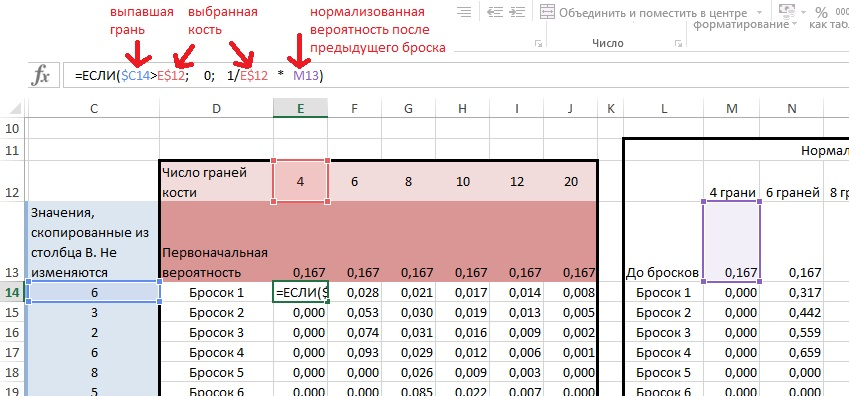 выпавшая грань
выбранная кость
нормализованная вероятность после предыдущего броска
Объединить и поместить в центре
% 000
форматирование как табл
Число
fx =ЕСЛИ($C14>E$12; 0; 1/E$12 * M13)
C D E F G H I J K L M N
10
11 Нормал
12 Число граней кости 4 6 8 10 12 20 4 грани 6 граней 8 гр
13 Значения, скопированные из столбца B. Не изменяются Первоначальная вероятность 0,167 0,167 0,167 0,167 0,167 0,167 До бросков 0,167 0,167
14 6 Бросок 1 =ЕСЛИ($ 0,028 0,021 0,017 0,014 0,008 Бросок 1 0,000 0,317
15 3 Бросок 2 0,000 0,053 0,030 0,019 0,013 0,005 Бросок 2 0,000 0,442
16 2 Бросок 3 0,000 0,074 0,031 0,016 0,009 0,002 Бросок 3 0,000 0,559
17 6 Бросок 4 0,000 0,093 0,029 0,012 0,006 0,001 Бросок 4 0,000 0,659
18 8 Бросок 5 0,000 0,000 0,026 0,009 0,003 0,000 Бросок 5 0,000 0,000
19 5 Бросок 6 0,000 0,000 0,085 0,022 0,007 0,000 Бросок 6 0,000 0,000